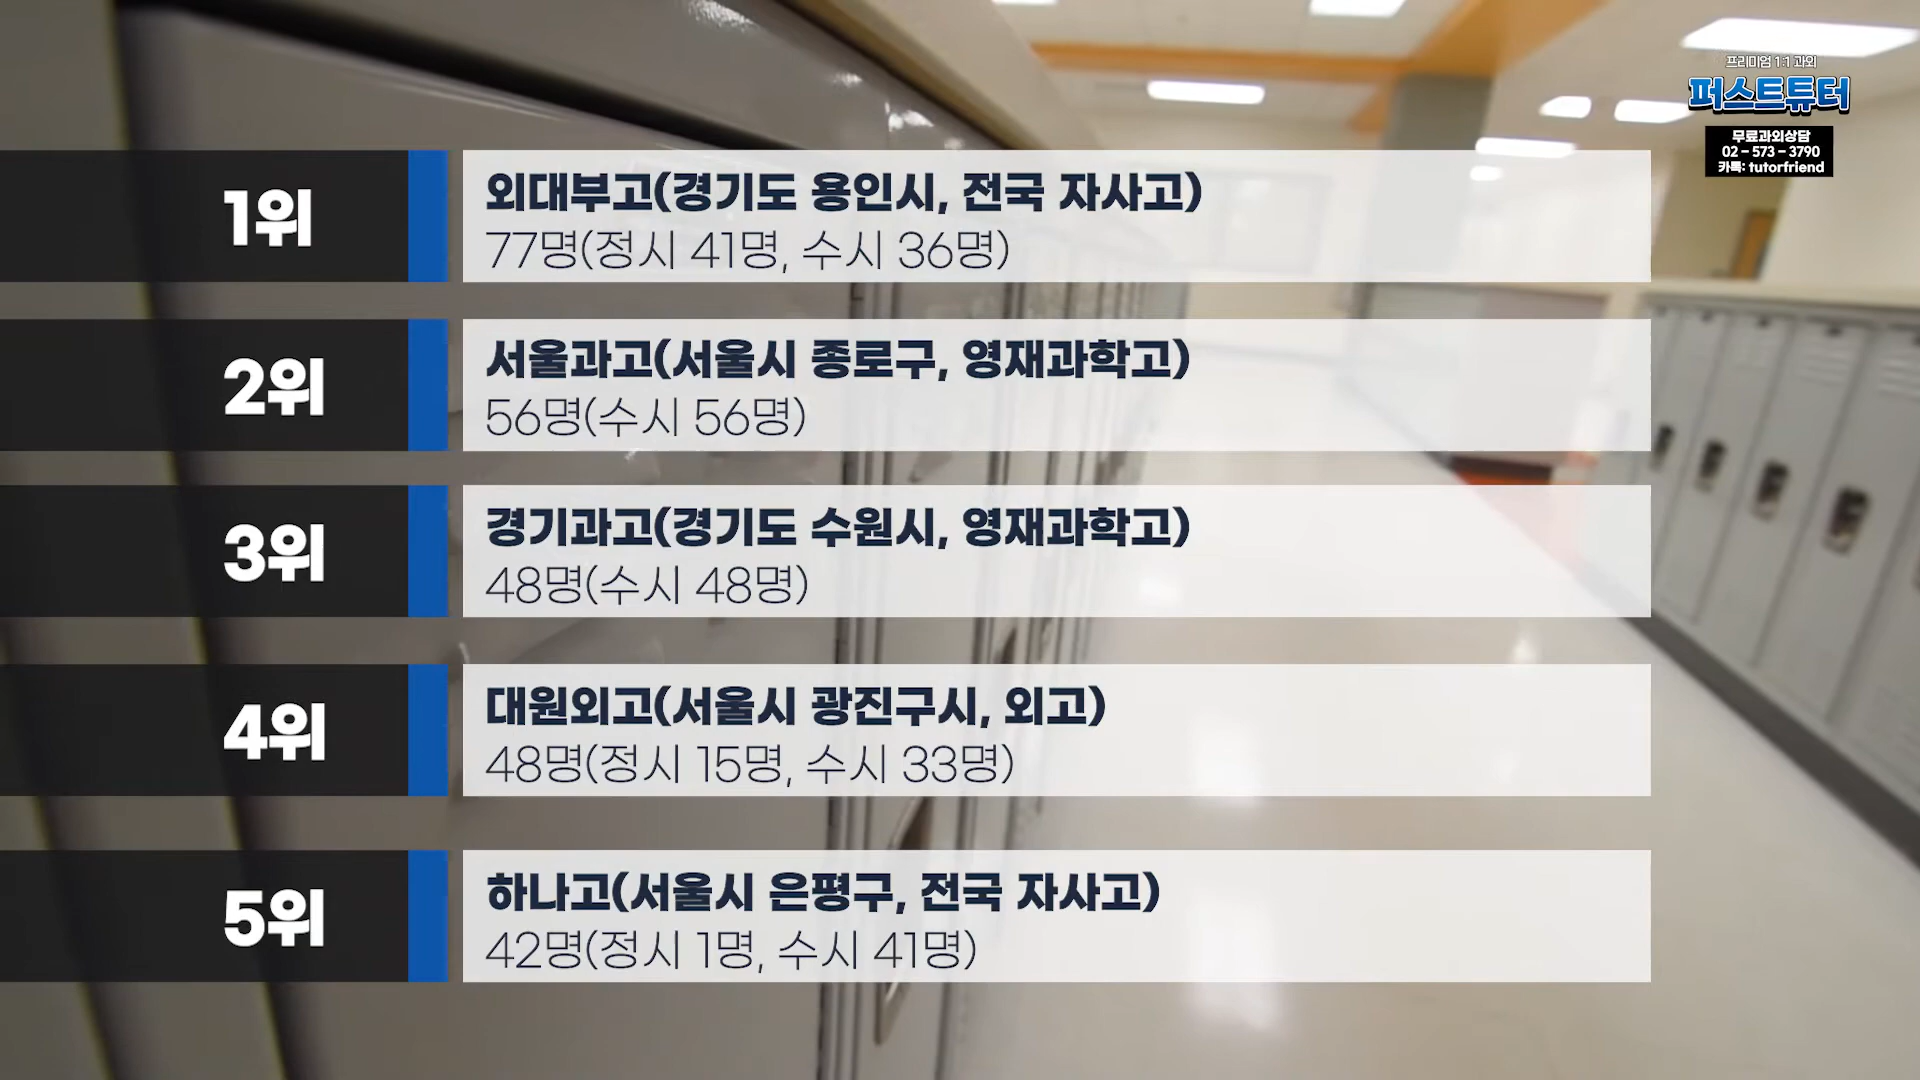 프리미엄 1:1 과외
퍼스트튜터
무료과외상담
02 - 573 - 3790
카톡: tutorfriend
1위
외대부고(경기도 용인시, 전국 자사고)
77명(정시 41명, 수시 36명)
2위
서울과고(서울시 종로구, 영재과학고)
56명(수시 56명)
3위
경기과고(경기도 수원시, 영재과학고)
48명(수시 48명)
4위
대원외고(서울시 광진구시, 외고)
48명(정시 15명, 수시 33명)
5위
하나고(서울시 은평구, 전국 자사고)
42명(정시 1명, 수시 41명)